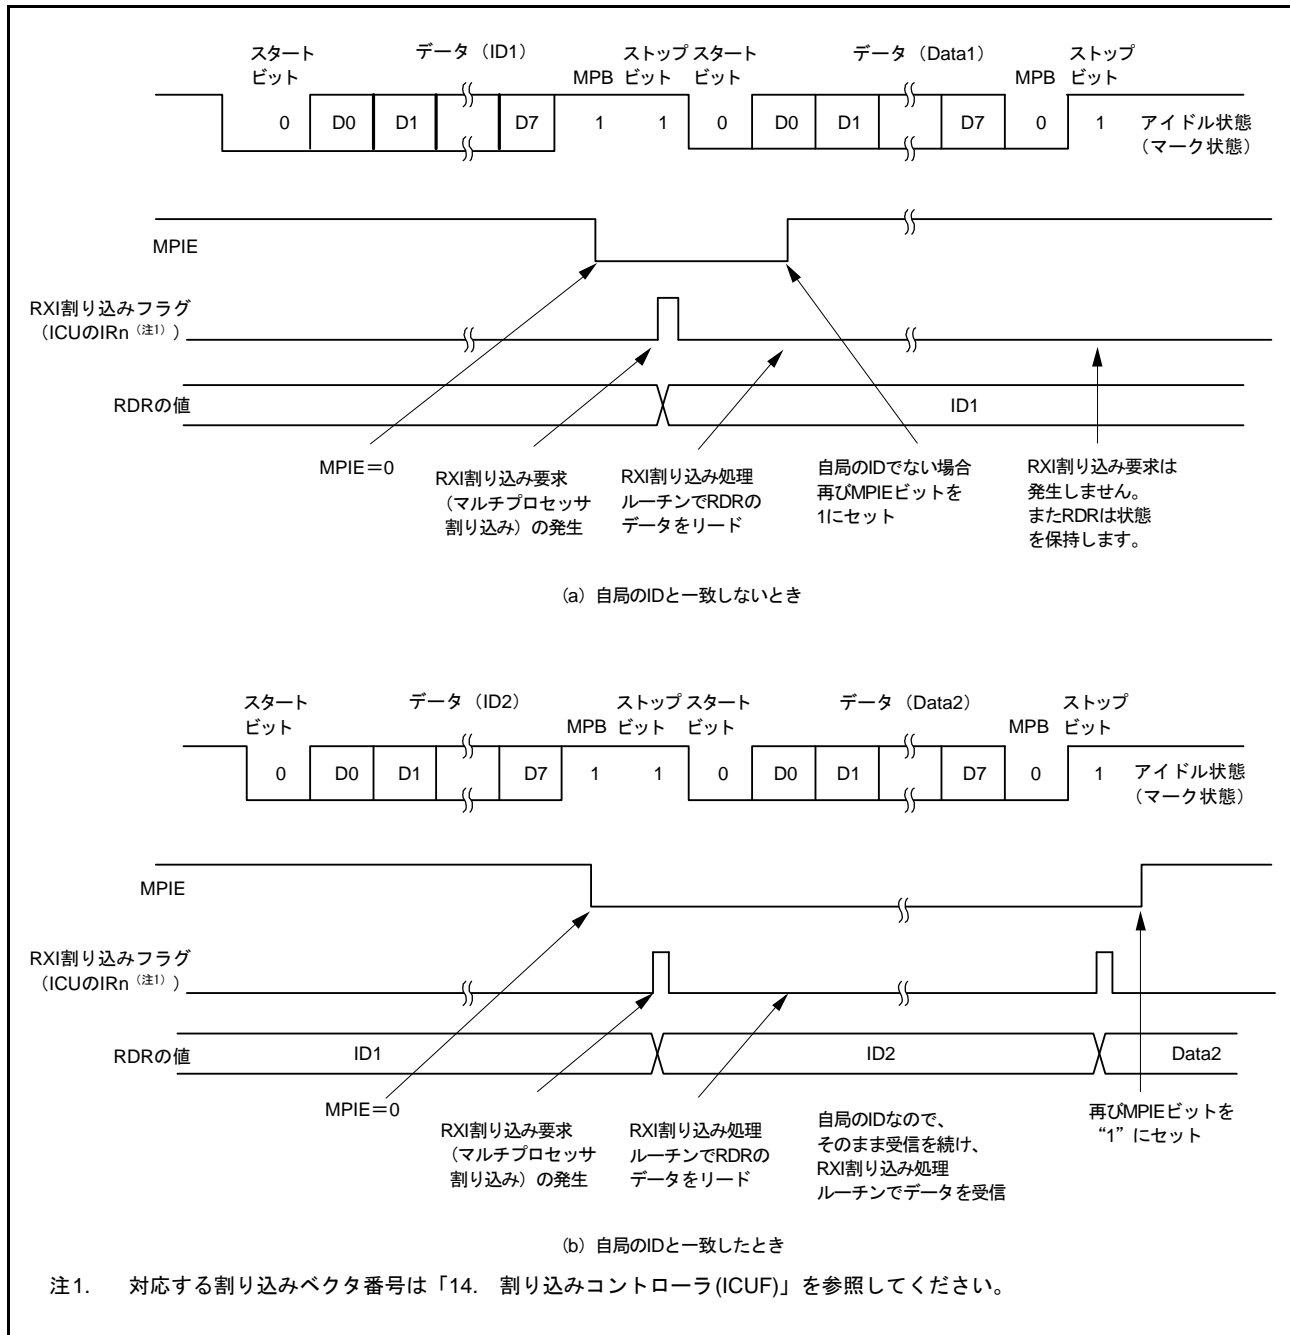 スタート
ビット
データ（ID1）
MPB
ストップ
ビット
スタート
ビット
データ（Data1）
MPB
ストップ
ビット
0 D0 D1 D7 1 1 0 D0 D1 D7 0 1
アイドル状態
（マーク状態）
MPIE
RXI割り込みフラグ
（ICUのIRn（注1））
RDRの値
ID1
MPIE＝0
RXI割り込み要求
（マルチプロセッサ
割り込み）の発生
RXI割り込み処理
ルーチンでRDRの
データをリード
自局のIDでない場合
再びMPIEビットを
1にセット
RXI割り込み要求は
発生しません。
またRDRは状態
を保持します。
（a）自局のIDと一致しないとき
スタート
ビット
データ（ID2）
MPB
ストップ
ビット
スタート
ビット
データ（Data2）
MPB
ストップ
ビット
0 D0 D1 D7 1 1 0 D0 D1 D7 0 1
アイドル状態
（マーク状態）
MPIE
RXI割り込みフラグ
（ICUのIRn（注1））
RDRの値
ID1 ID2 Data2
MPIE＝0
RXI割り込み要求
（マルチプロセッサ
割り込み）の発生
RXI割り込み処理
ルーチンでRDRの
データをリード
自局のIDなので、
そのまま受信を続け、
RXI割り込み処理
ルーチンでデータを受信
再びMPIEビットを
“1”にセット
（b）自局のIDと一致したとき
注1. 対応する割り込みベクタ番号は「14. 割り込みコントローラ(ICUF)」を参照してください。